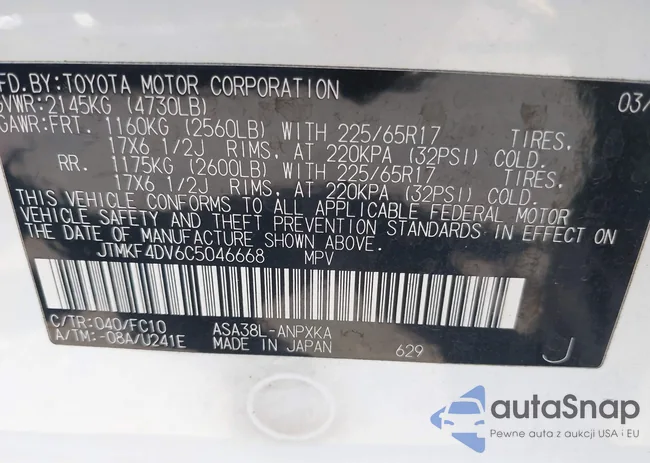 FD.BY:TOYOTA MOTOR CORPORATION 03/
GVWR:2145KG (4730LB)
GAWR:FRT. 1160KG (2560LB) WITH 225/65R17 TIRES,
17X6 1/2J RIMS, AT 220KPA (32PSI) COLD.
RR. 1175KG (2600LB) WITH 225/65R17 TIRES,
17X6 1/2J RIMS, AT 220KPA (32PSI) COLD.
THIS VEHICLE CONFORMS TO ALL APPLICABLE FEDERAL MOTOR
VEHICLE SAFETY AND THEFT PREVENTION STANDARDS IN EFFECT ON
THE DATE OF MANUFACTURE SHOWN ABOVE.
JTMKF4DV6C5046668 MPV
C/TR:040/FC10 ASA38L-ANPXKA
A/TM:-08A/U241E MADE IN JAPAN 629 J
autaSnap
Pewne auta z aukcji USA i EU